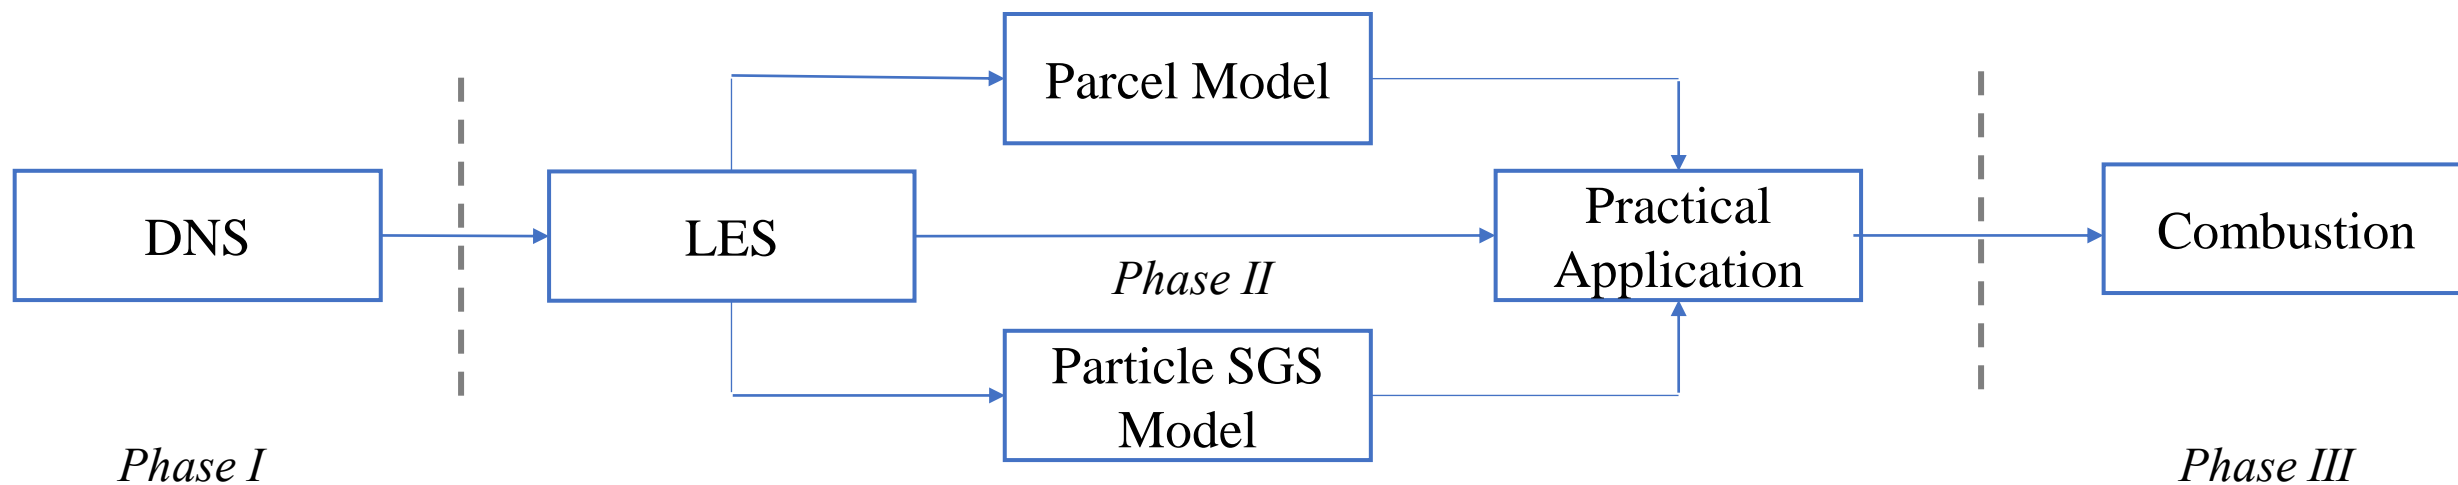 Parcel Model
DNS
LES
Practical
Application
Combustion
Phase II
Particle SGS
Model
Phase I
Phase III